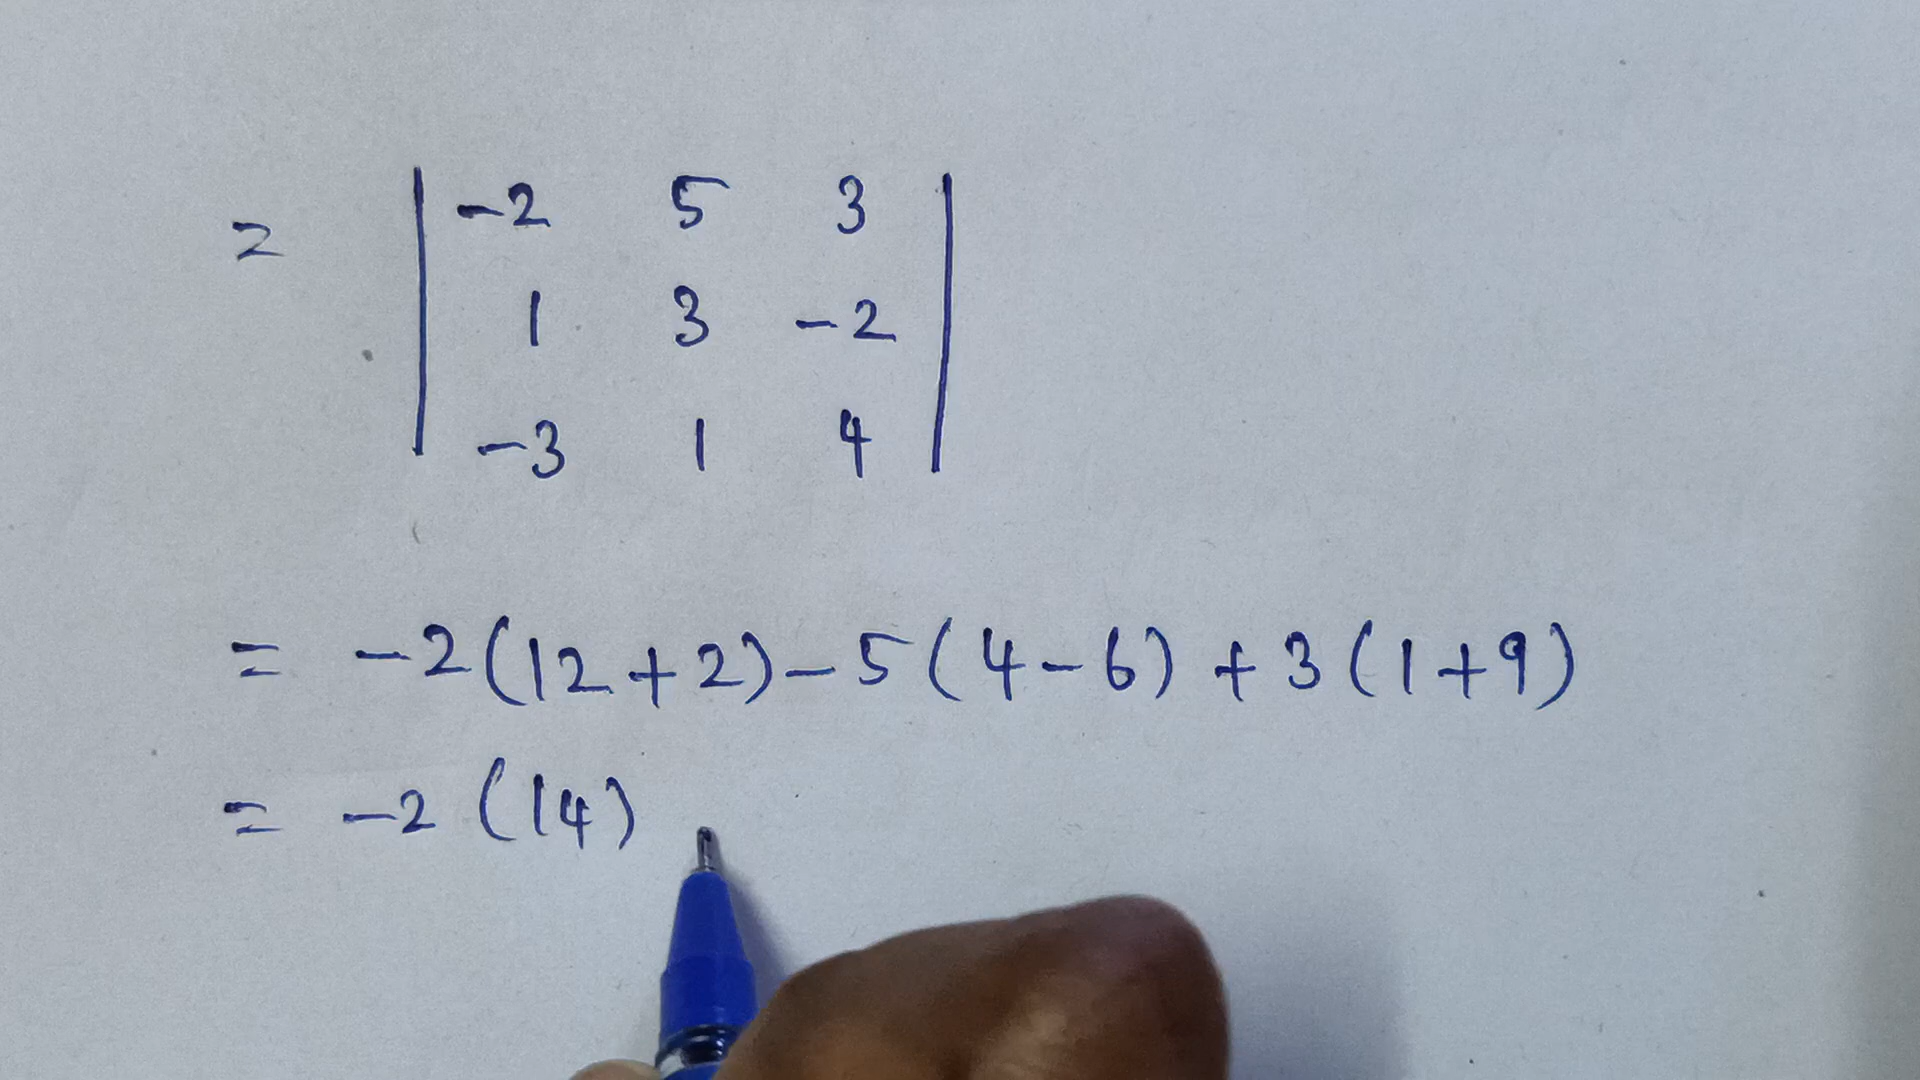 = | -2 5 3 |
| 1 3 -2 |
| -3 1 4 |
= -2(12+2)-5(4-6)+3(1+9)
= -2(14)